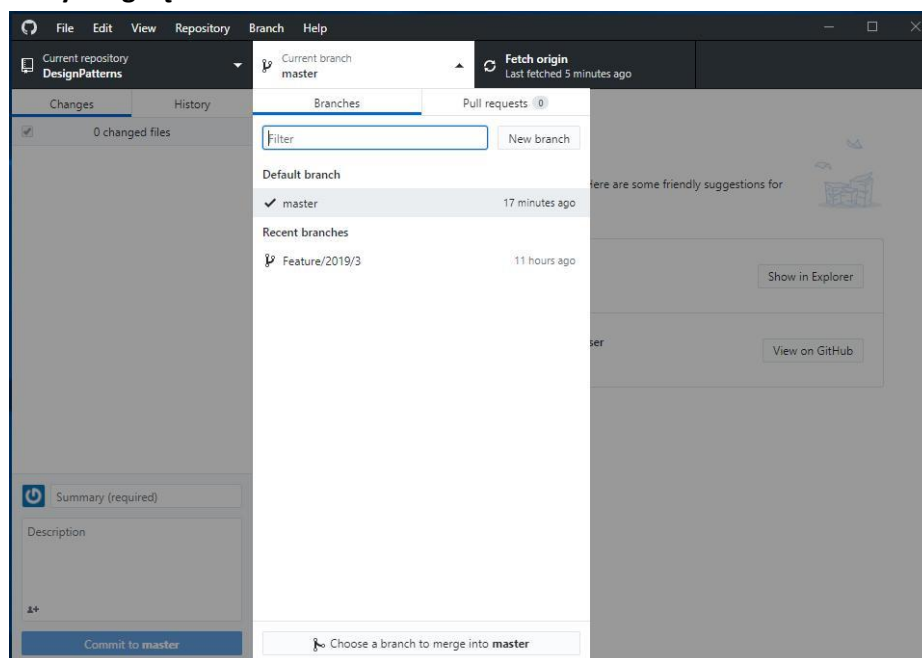 File Edit View Repository Branch Help
Current repository
DesignPatterns
Current branch
master
Fetch origin
Last fetched 5 minutes ago
Changes History
Branches Pull requests 0
0 changed files
Filter
New branch
Default branch
master 17 minutes ago
Here are some friendly suggestions for
Recent branches
Feature/2019/3 11 hours ago
Show in Explorer
View on GitHub
Summary (required)
Description
Commit to master
Choose a branch to merge into master